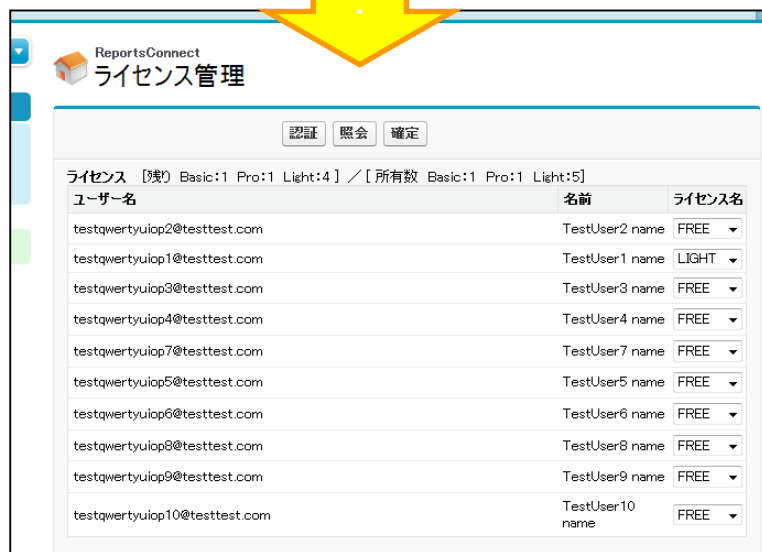 ReportsConnect
ライセンス管理
認証 照会 確定
ライセンス [残り Basic:1 Pro:1 Light:4] /[所有数 Basic:1 Pro:1 Light:5]
ユーザー名 名前 ライセンス名
testqwertyuiop2@testtest.com TestUser2 name FREE
testqwertyuiop1@testtest.com TestUser1 name LIGHT
testqwertyuiop3@testtest.com TestUser3 name FREE
testqwertyuiop4@testtest.com TestUser4 name FREE
testqwertyuiop7@testtest.com TestUser7 name FREE
testqwertyuiop5@testtest.com TestUser5 name FREE
testqwertyuiop6@testtest.com TestUser6 name FREE
testqwertyuiop8@testtest.com TestUser8 name FREE
testqwertyuiop9@testtest.com TestUser9 name FREE
testqwertyuiop10@testtest.com TestUser10 name FREE